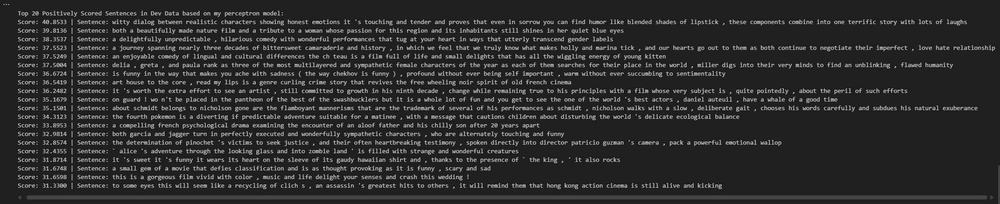 ...
Top 20 Positively Scored Sentences in Dev Data based on my perceptron model:
Score: 40.8533 | Sentence: witty dialog between realistic characters showing honest emotions it 's touching and tender and proves that even in sorrow you can find humor like blended shades of lipstick , these components combine into one terrific story with lots of laughs
Score: 39.8136 | Sentence: both a beautifully made nature film and a tribute to a woman whose passion for this region and its inhabitants still shines in her quiet blue eyes
Score: 38.3537 | Sentence: a delightfully unpredictable , hilarious comedy with wonderful performances that tug at your heart in ways that utterly transcend gender labels
Score: 37.5523 | Sentence: a journey spanning nearly three decades of bittersweet camaraderie and history , in which we feel that we truly know what makes holly and marina tick , and our hearts go out to them as both continue to negotiate their imperfect , love hate relationship
Score: 37.5249 | Sentence: an enjoyable comedy of lingual and cultural differences the ch teau is a film full of life and small delights that has all the wiggling energy of young kitten
Score: 37.5004 | Sentence: delia , greta , and paula rank as three of the most multilayered and sympathetic female characters of the year as each of them searches for their place in the world , miller digs into their very minds to find an unblinking , flawed humanity
Score: 36.6724 | Sentence: is funny in the way that makes you ache with sadness ( the way chekhov is funny ) , profound without ever being self important , warm without ever succumbing to sentimentality
Score: 36.5419 | Sentence: art house to the core , read my lips is a genre curling crime story that revives the free wheeling noir spirit of old french cinema
Score: 36.2482 | Sentence: it 's worth the extra effort to see an artist , still committed to growth in his ninth decade , change while remaining true to his principles with a film whose very subject is , quite pointedly , about the peril of such efforts
Score: 35.1679 | Sentence: on guard ! wo n't be placed in the pantheon of the best of the swashbucklers but it is a whole lot of fun and you get to see the one of the world 's best actors , daniel auteuil , have a whale of a good time
Score: 35.1501 | Sentence: about schmidt belongs to nicholson gone are the flamboyant mannerisms that are the trademark of several of his performances as schmidt , nicholson walks with a slow , deliberate gait , chooses his words carefully and subdues his natural exuberance
Score: 34.3123 | Sentence: the fourth pokemon is a diverting if predictable adventure suitable for a matinee , with a message that cautions children about disturbing the world 's delicate ecological balance
Score: 33.8953 | Sentence: a compelling french psychological drama examining the encounter of an aloof father and his chilly son after 20 years apart
Score: 32.9814 | Sentence: both garcia and jagger turn in perfectly executed and wonderfully sympathetic characters , who are alternately touching and funny
Score: 32.8574 | Sentence: the determination of pinochet 's victims to seek justice , and their often heartbreaking testimony , spoken directly into director patricio guzman 's camera , pack a powerful emotional wallop
Score: 32.4355 | Sentence: ` alice 's adventure through the looking glass and into zombie land ' is filled with strange and wonderful creatures
Score: 31.8714 | Sentence: it 's sweet it 's funny it wears its heart on the sleeve of its gaudy hawaiian shirt and , thanks to the presence of ` the king , ' it also rocks
Score: 31.6748 | Sentence: a small gem of a movie that defies classification and is as thought provoking as it is funny , scary and sad
Score: 31.6598 | Sentence: this is a gorgeous film vivid with color , music and life delight your senses and crash this wedding !
Score: 31.3300 | Sentence: to some eyes this will seem like a recycling of clich s , an assassin 's greatest hits to others , it will remind them that hong kong action cinema is still alive and kicking